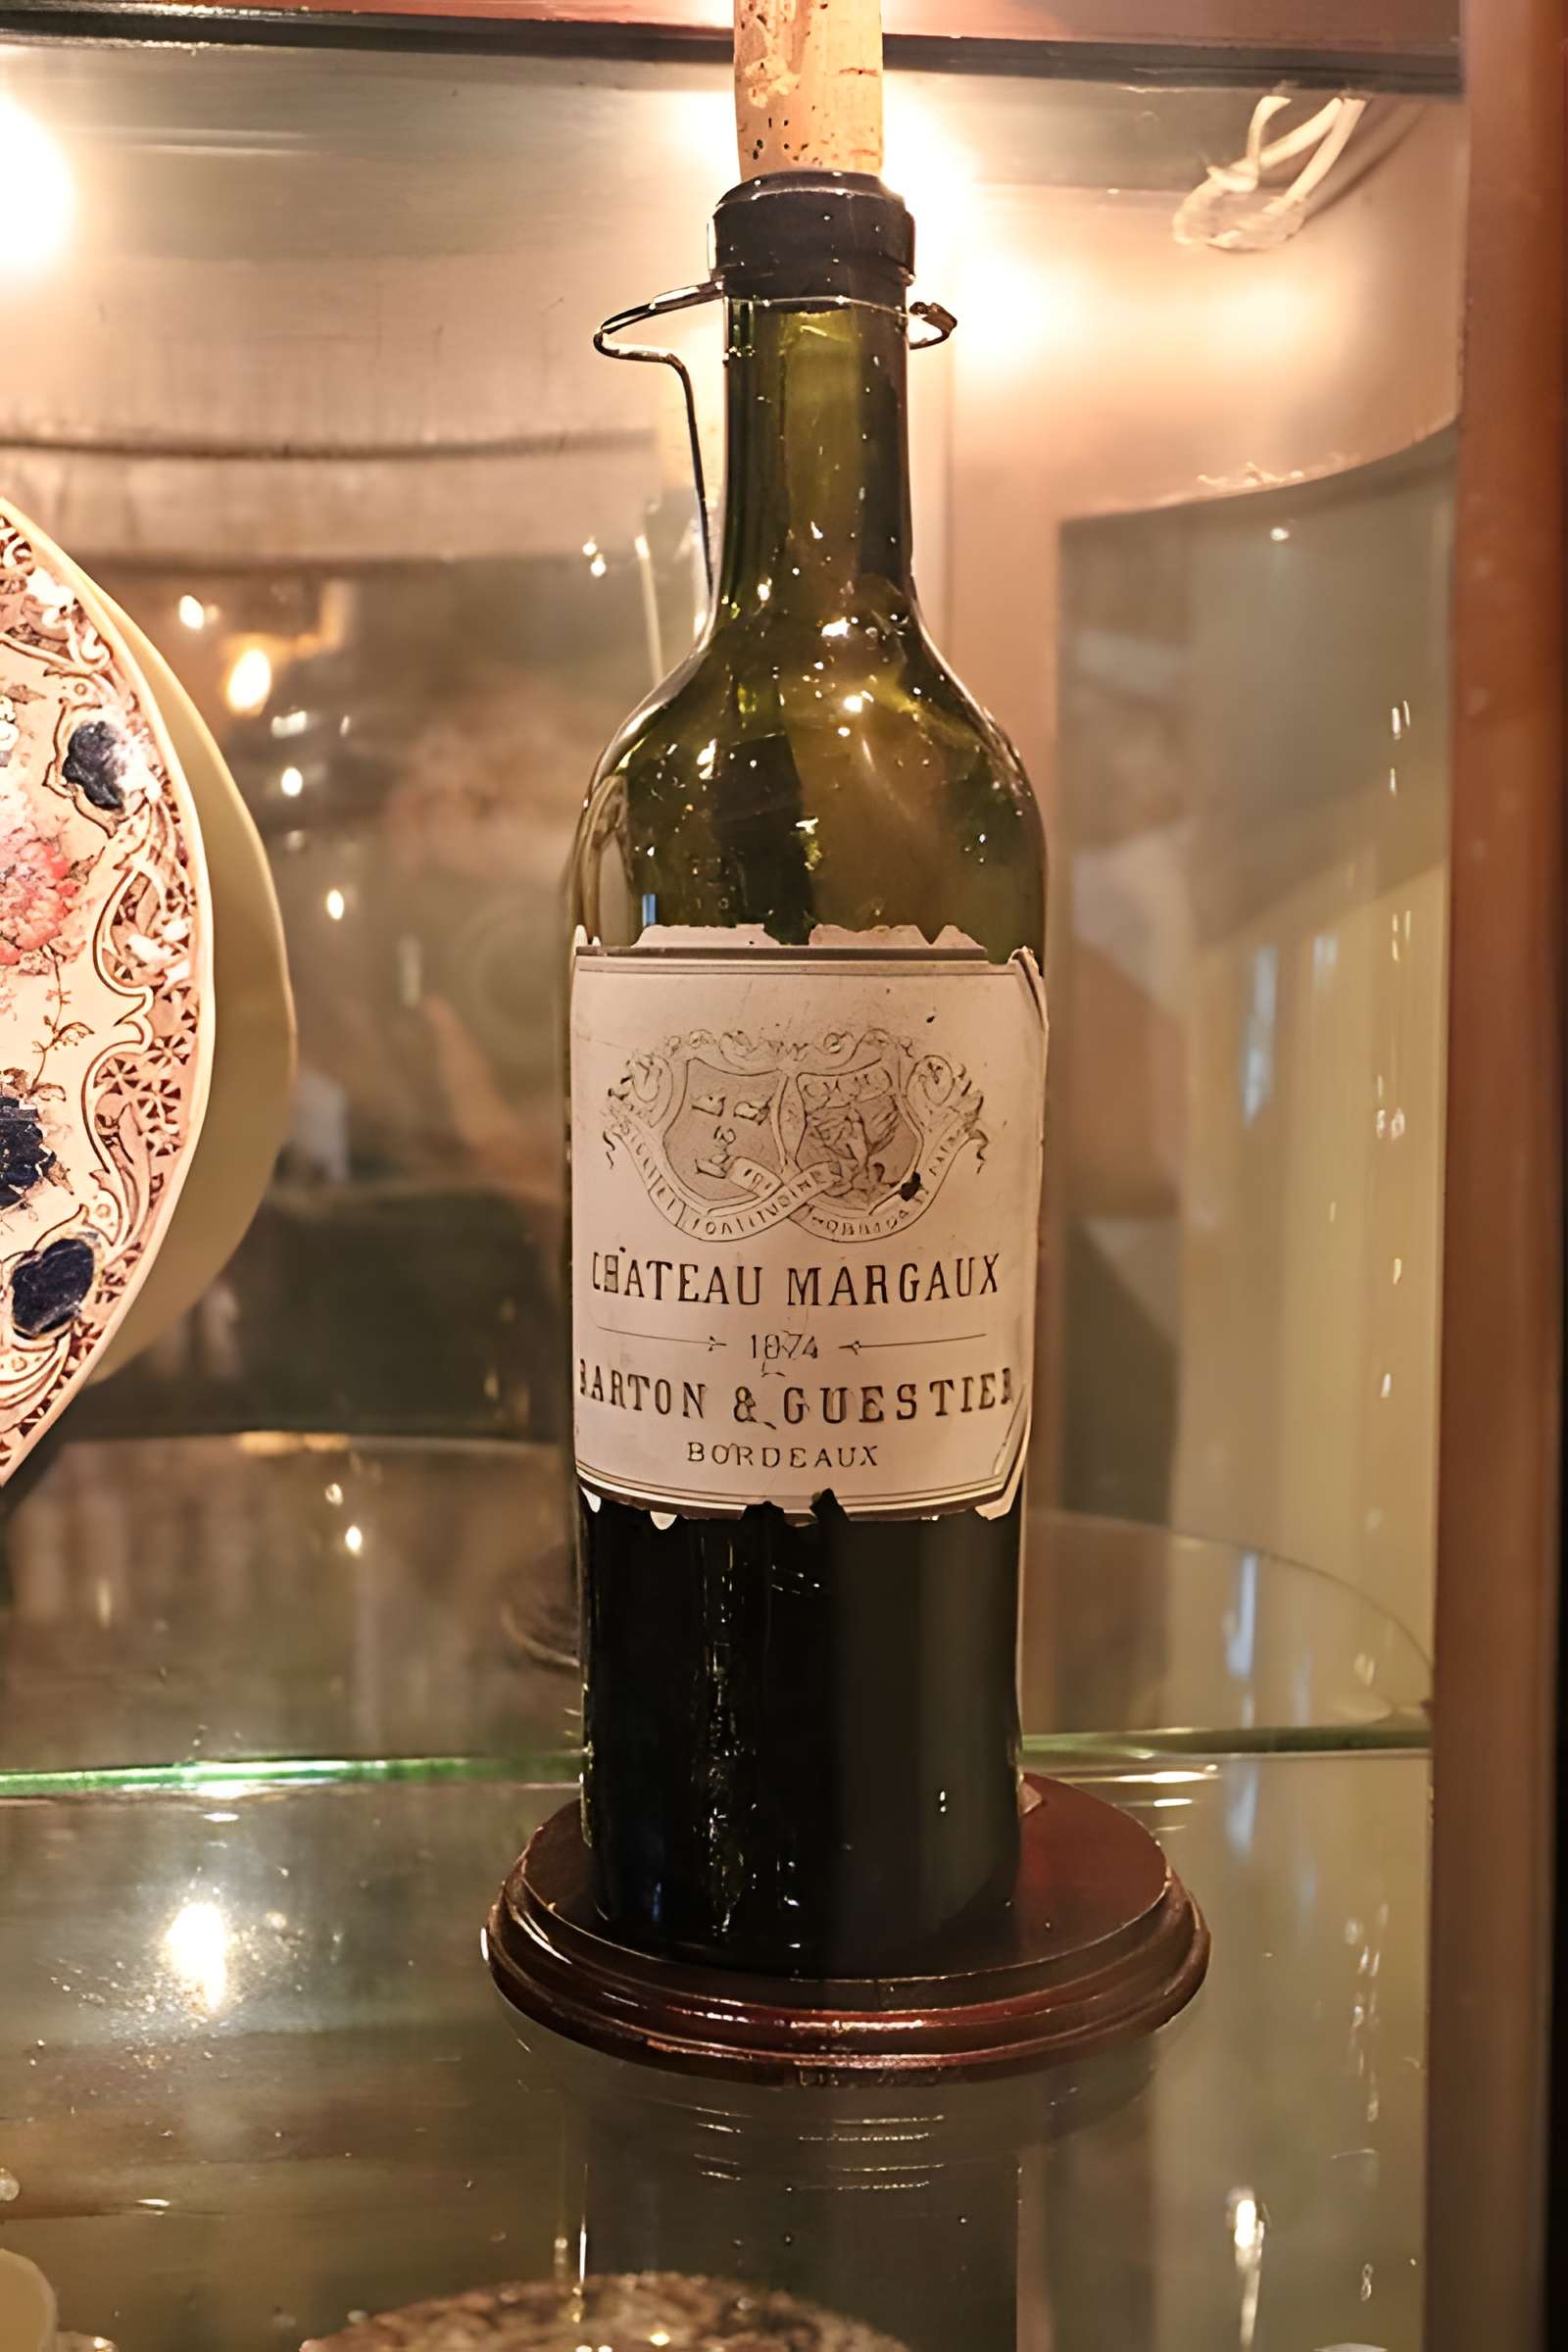 CHATEAU MARGAUX
1874
BARTON & GUESTIER
BORDEAUX